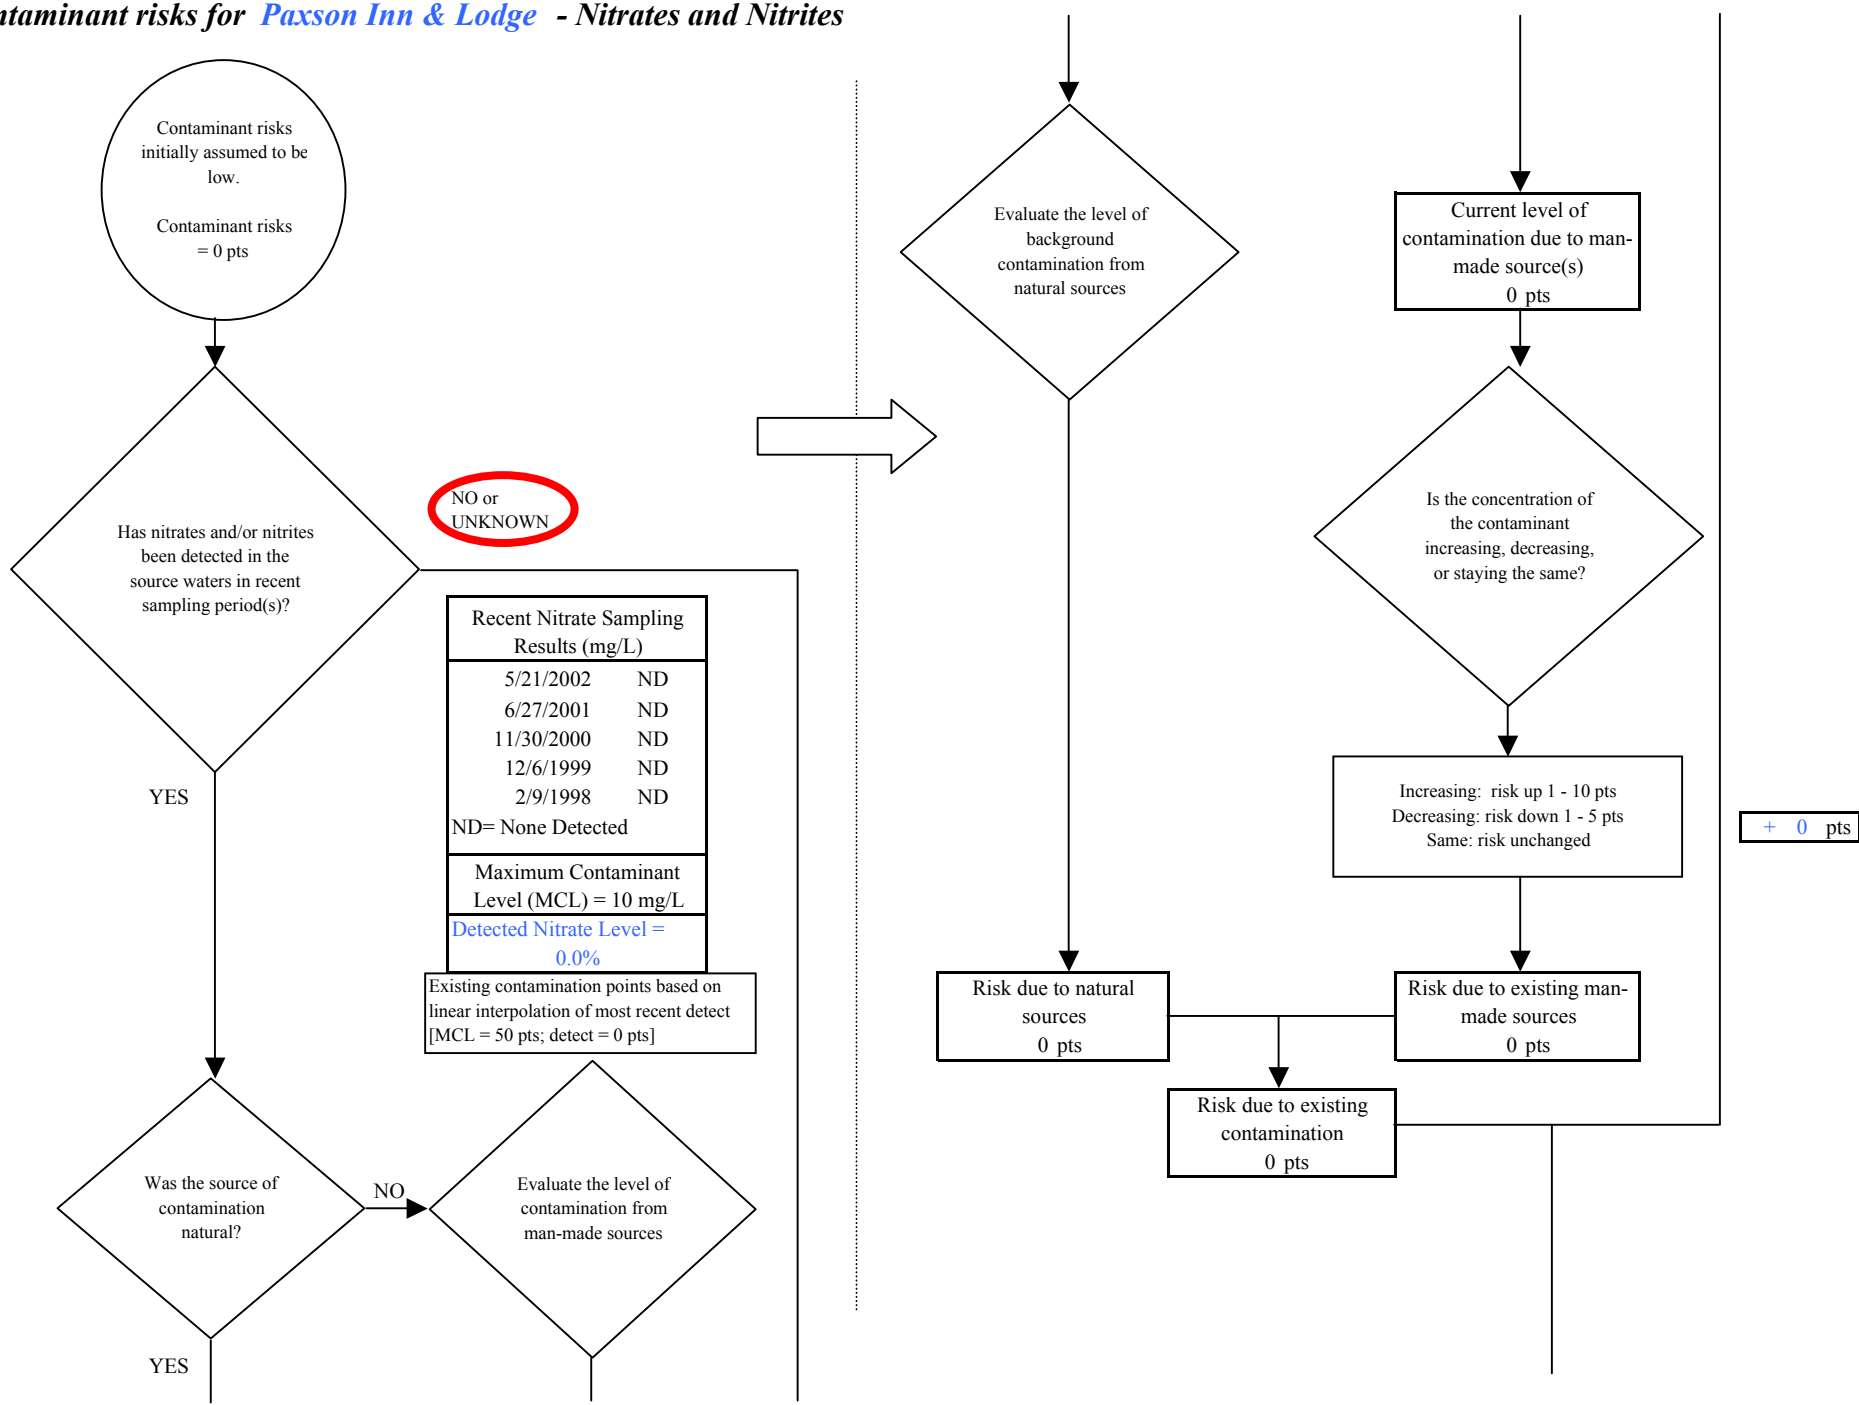 ntaminant risks for Paxson Inn & Lodge - Nitrates and Nitrites
Contaminant risks
initially assumed to be
low.
Contaminant risks
= 0 pts
Has nitrates and/or nitrites
been detected in the
source waters in recent
sampling period(s)?
NO or
UNKNOWN
YES
Recent Nitrate Sampling
Results (mg/L)
5/21/2002 ND
6/27/2001 ND
11/30/2000 ND
12/6/1999 ND
2/9/1998 ND
ND= None Detected
Maximum Contaminant
Level (MCL) = 10 mg/L
Detected Nitrate Level =
0.0%
Existing contamination points based on
linear interpolation of most recent detect
[MCL = 50 pts; detect = 0 pts]
Was the source of
contamination
natural?
NO
Evaluate the level of
contamination from
man-made sources
YES
Evaluate the level of
background
contamination from
natural sources
Current level of
contamination due to man-
made source(s)
0 pts
Is the concentration of
the contaminant
increasing, decreasing,
or staying the same?
Increasing: risk up 1 - 10 pts
Decreasing: risk down 1 - 5 pts
Same: risk unchanged
+ 0 pts
Risk due to natural
sources
0 pts
Risk due to existing man-
made sources
0 pts
Risk due to existing
contamination
0 pts